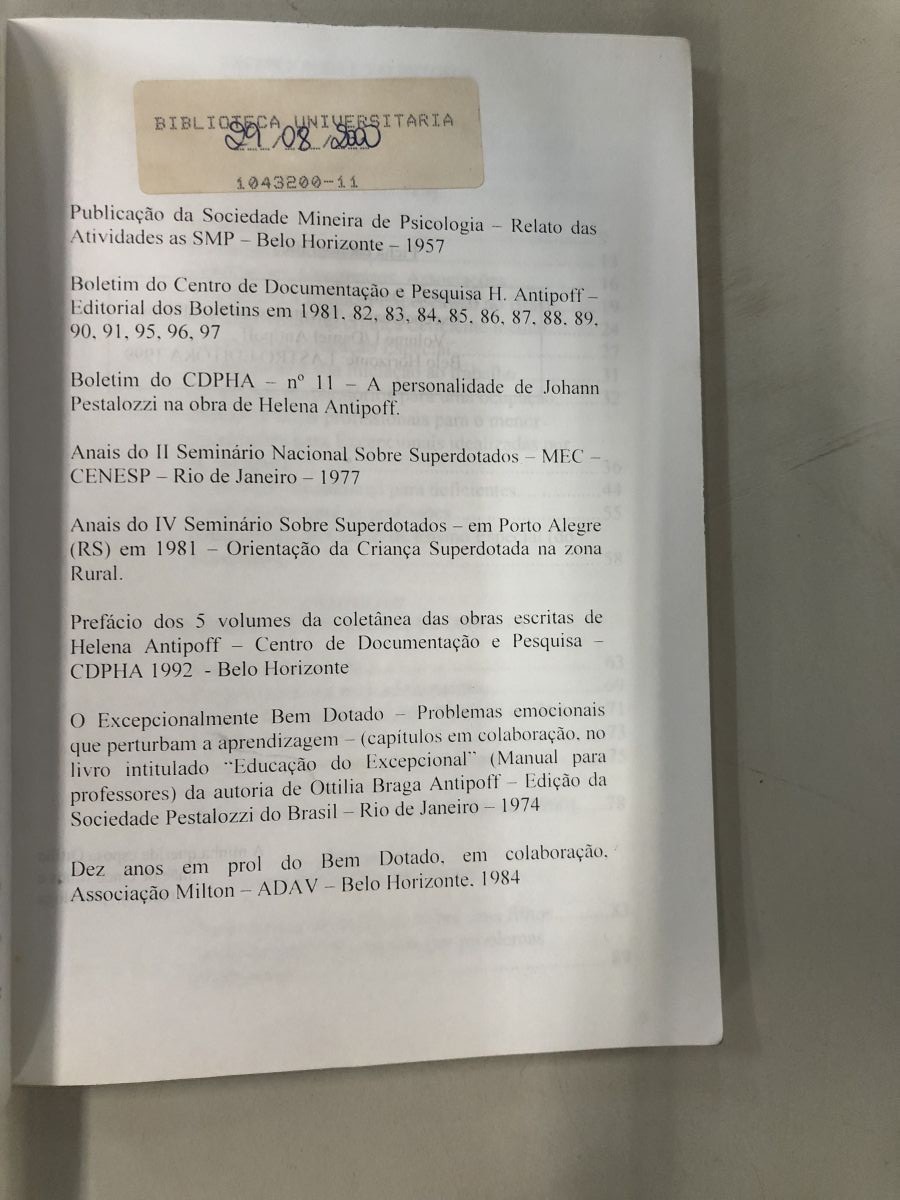 BIBLIOTECA UNIVERSITARIA
29/08/2000
1043200-11
Publicação da Sociedade Mineira de Psicologia – Relato das
Atividades as SMP – Belo Horizonte – 1957
Boletim do Centro de Documentação e Pesquisa H. Antipoff –
Editorial dos Boletins em 1981, 82, 83, 84, 85, 86, 87, 88, 89,
90, 91, 95, 96, 97
Boletim do CDPHA – nº 11 – A personalidade de Johann
Pestalozzi na obra de Helena Antipoff.
Anais do II Seminário Nacional Sobre Superdotados – MEC –
CENESP – Rio de Janeiro – 1977
Anais do IV Seminário Sobre Superdotados – em Porto Alegre
(RS) em 1981 – Orientação da Criança Superdotada na zona
Rural.
Prefácio dos 5 volumes da coletânea das obras escritas de
Helena Antipoff – Centro de Documentação e Pesquisa –
CDPHA 1992 - Belo Horizonte
O Excepcionalmente Bem Dotado – Problemas emocionais
que perturbam a aprendizagem – (capítulos em colaboração, no
livro intitulado "Educação do Excepcional" (Manual para
professores) da autoria de Ottilia Braga Antipoff – Edição da
Sociedade Pestalozzi do Brasil – Rio de Janeiro – 1974
Dez anos em prol do Bem Dotado, em colaboração,
Associação Milton – ADAV – Belo Horizonte, 1984